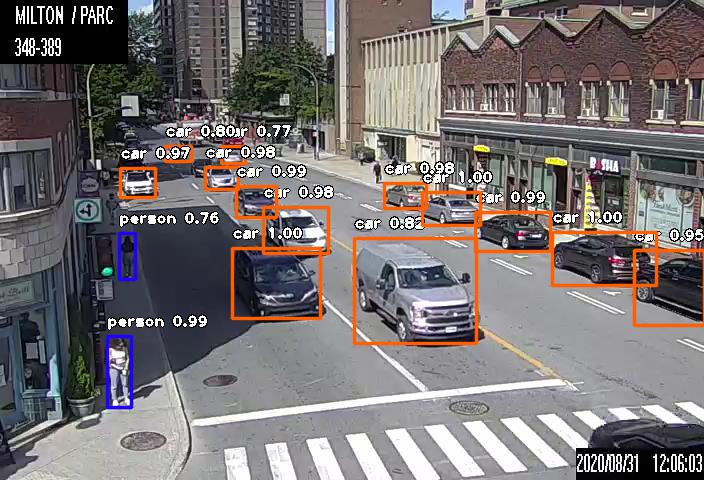 MILTON / PARC
348-389
car 0.80
car 0.77
car 0.97
car 0.98
car 0.99
car 0.98
car 0.98
car 1.00
car 0.99
person 0.76
car 1.00
car 0.82
car 1.00
car 0.95
BASHA
person 0.99
2020/08/31 12:06:03